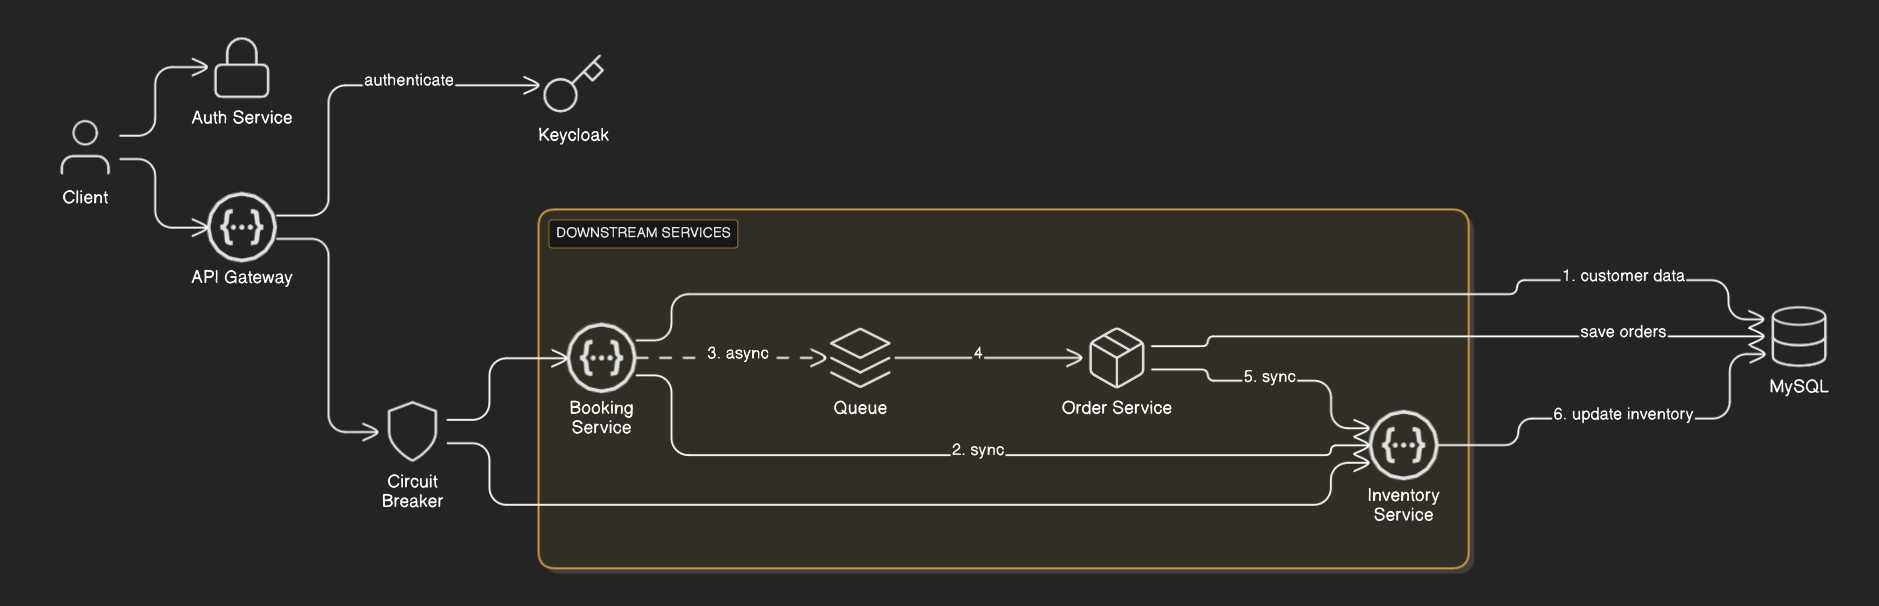 Auth Service
authenticate
Keycloak
Client
API Gateway
DOWNSTREAM SERVICES
1. customer data
save orders
3. async
4
5. sync
MySQL
Booking
Service
Queue
Order Service
6. update inventory
2. sync
Circuit
Breaker
Inventory
Service